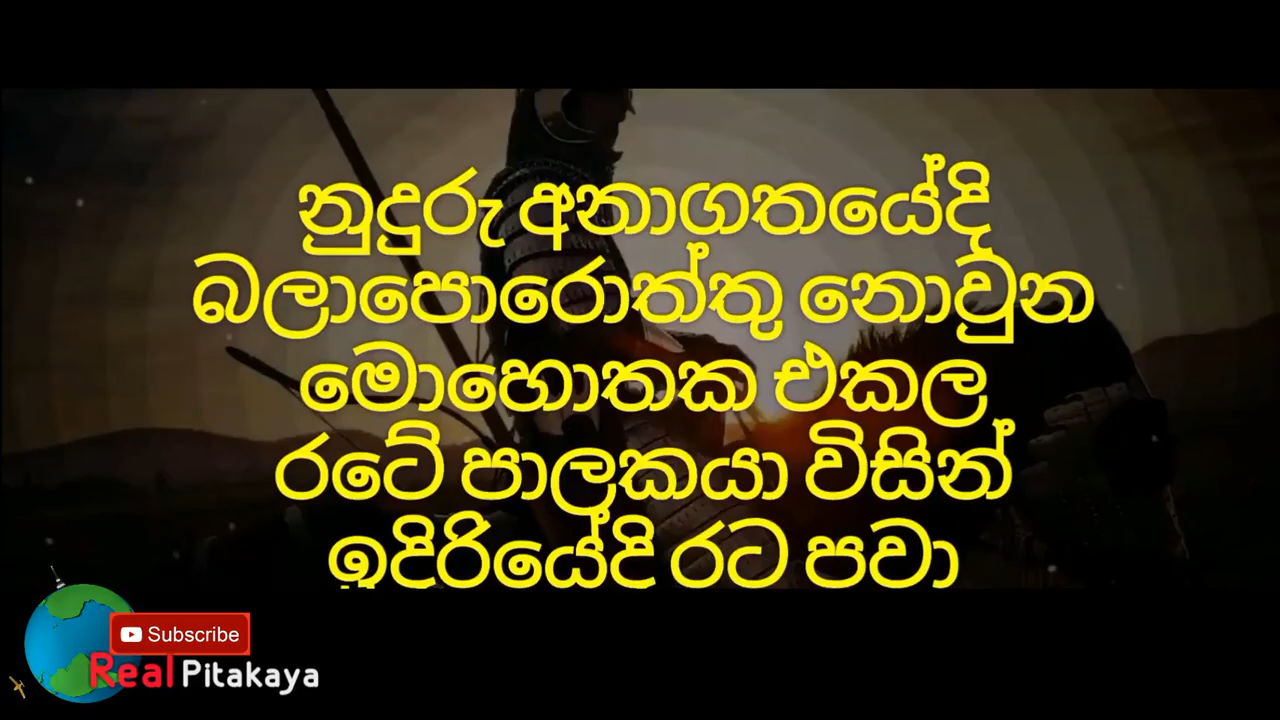 නුදුරු අනාගතයේදි
බලාපොරොත්තු නොවුන
මොහොතක එකල
රටේ පාලකයා විසින්
ඉදිරියේදි රට පවා
Subscribe
Real Pitakaya